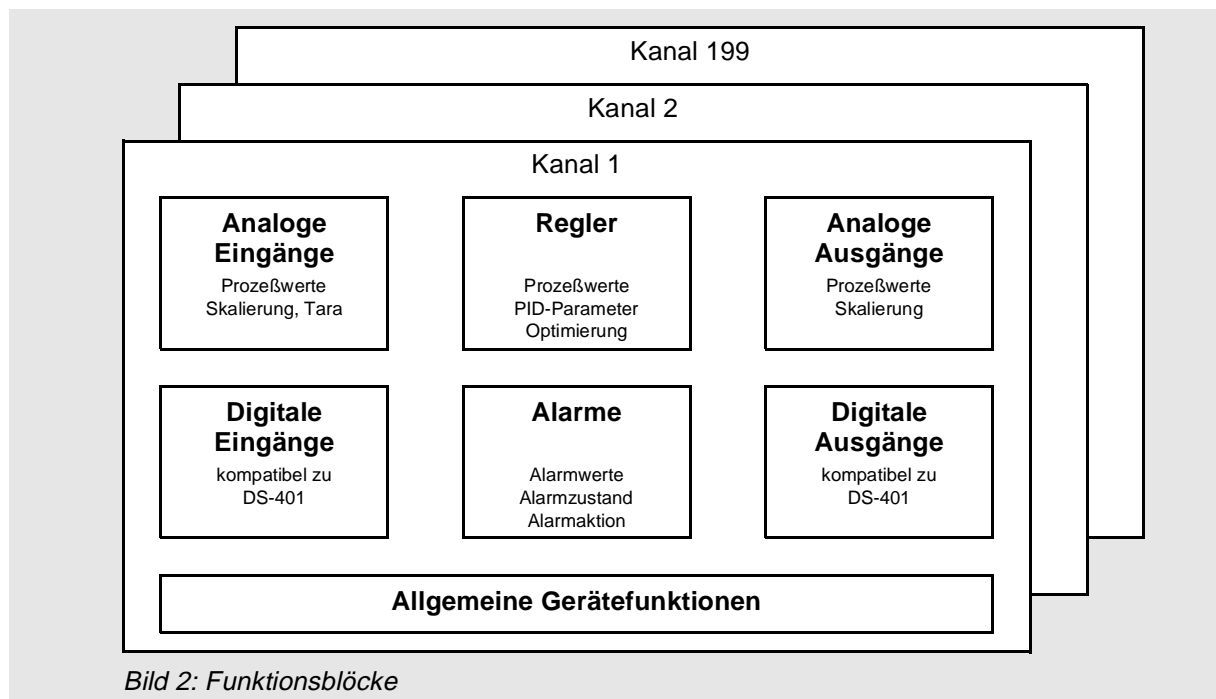 Kanal 199
Kanal 2
Kanal 1
Analoge
Eingänge
Prozeßwerte
Skalierung, Tara
Regler
Prozeßwerte
PID-Parameter
Optimierung
Analoge
Ausgänge
Prozeßwerte
Skalierung
Digitale
Eingänge
kompatibel zu
DS-401
Alarme
Alarmwerte
Alarmzustand
Alarmaktion
Digitale
Ausgänge
kompatibel zu
DS-401
Allgemeine Gerätefunktionen
Bild 2: Funktionsblöcke